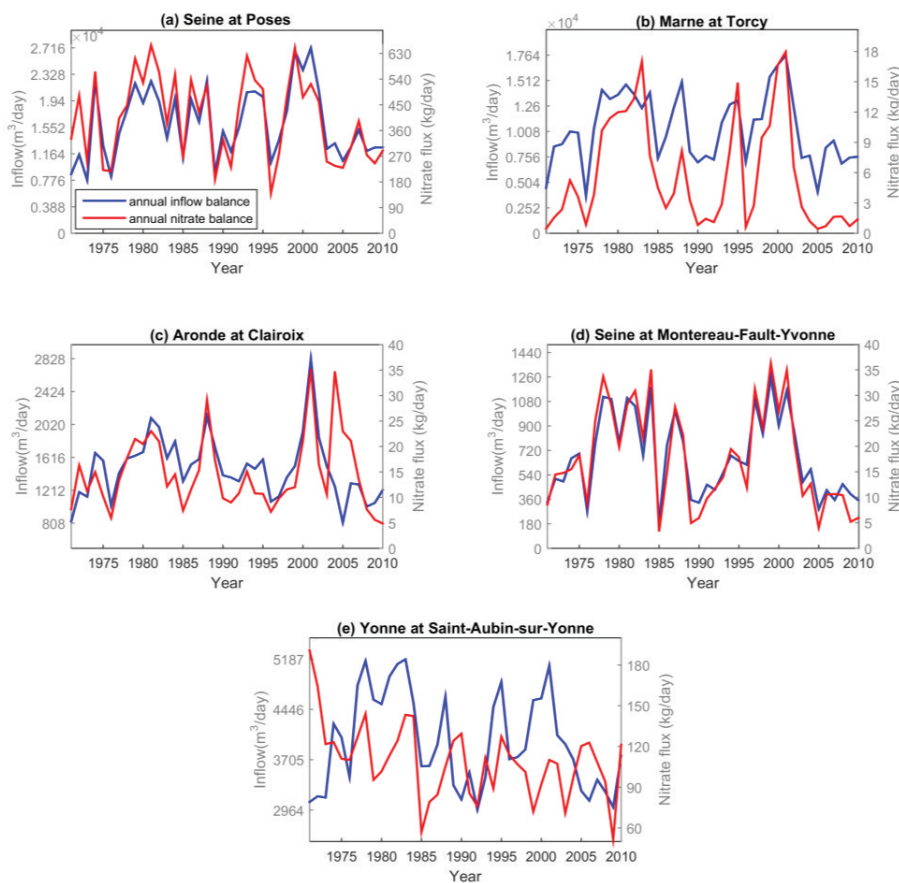 (a) Seine at Poses
×10⁴
2.716
2.328
1.94
1.552
1.164
0.776
0.388
0
Inflow(m³/day)
630
540
450
360
270
180
90
0
Nitrate flux (kg/day)
annual inflow balance
annual nitrate balance
1975 1980 1985 1990 1995 2000 2005 2010
Year
(b) Marne at Torcy
×10⁴
1.764
1.512
1.26
1.008
0.756
0.504
0.252
0
Inflow(m³/day)
18
15
12
9
6
3
0
Nitrate flux (kg/day)
1975 1980 1985 1990 1995 2000 2005 2010
Year
(c) Aronde at Clairoix
2828
2424
2020
1616
1212
808
Inflow(m³/day)
40
35
30
25
20
15
10
5
0
Nitrate flux (kg/day)
1975 1980 1985 1990 1995 2000 2005 2010
Year
(d) Seine at Montereau-Fault-Yvonne
1440
1260
1080
900
720
540
360
180
0
Inflow(m³/day)
40
35
30
25
20
15
10
5
0
Nitrate flux (kg/day)
1975 1980 1985 1990 1995 2000 2005 2010
Year
(e) Yonne at Saint-Aubin-sur-Yonne
5187
4446
3705
2964
Inflow(m³/day)
180
150
120
90
60
Nitrate flux (kg/day)
1975 1980 1985 1990 1995 2000 2005 2010
Year